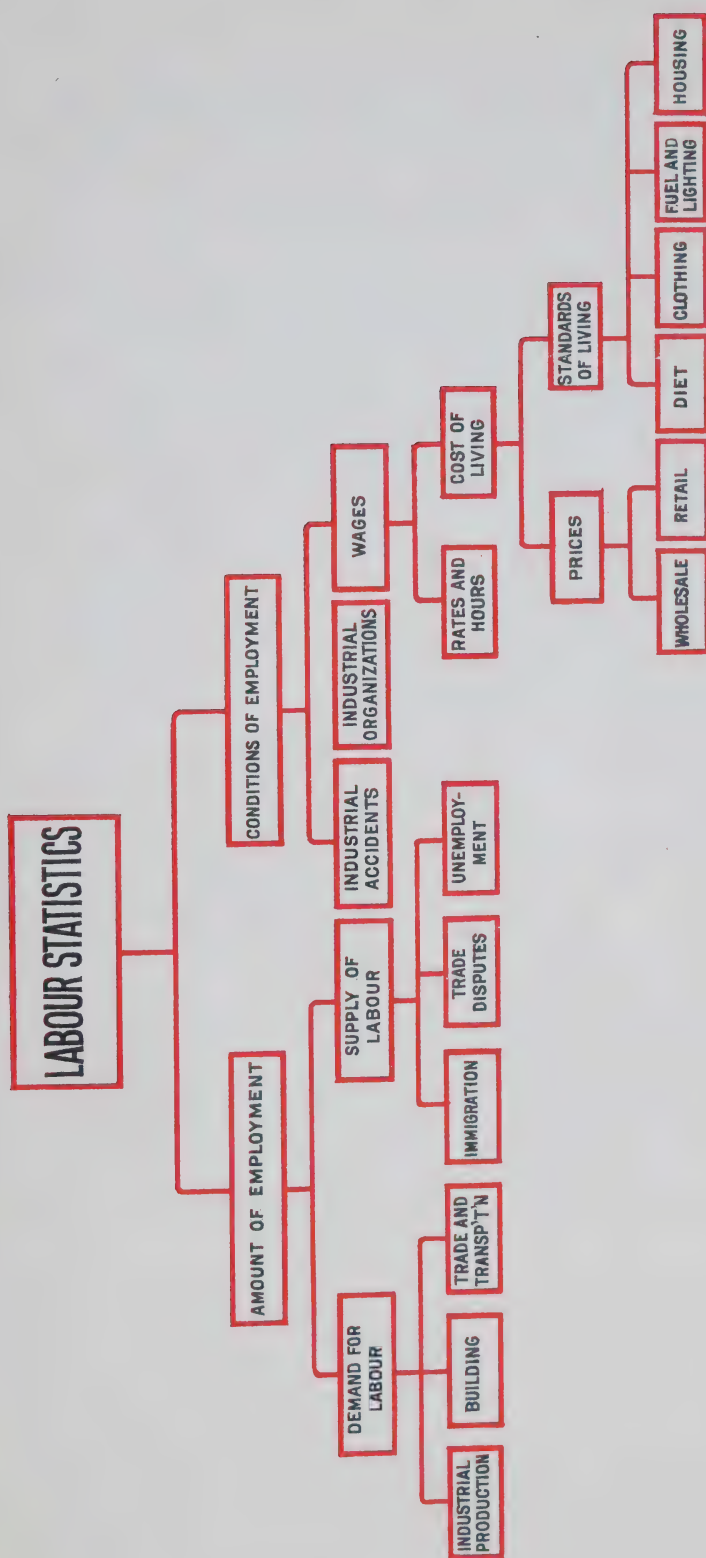 LABOUR STATISTICS
AMOUNT OF EMPLOYMENT
CONDITIONS OF EMPLOYMENT
DEMAND FOR
LABOUR
SUPPLY OF
LABOUR
INDUSTRIAL
ACCIDENTS
INDUSTRIAL
ORGANIZATIONS
WAGES
INDUSTRIAL
PRODUCTION
BUILDING
TRADE AND
TRANSP'T'N
IMMIGRATION
TRADE
DISPUTES
UNEMPLOY-
MENT
RATES AND
HOURS
COST OF
LIVING
PRICES
STANDARDS
OF LIVING
WHOLESALE
RETAIL
DIET
CLOTHING
FUEL AND
LIGHTING
HOUSING